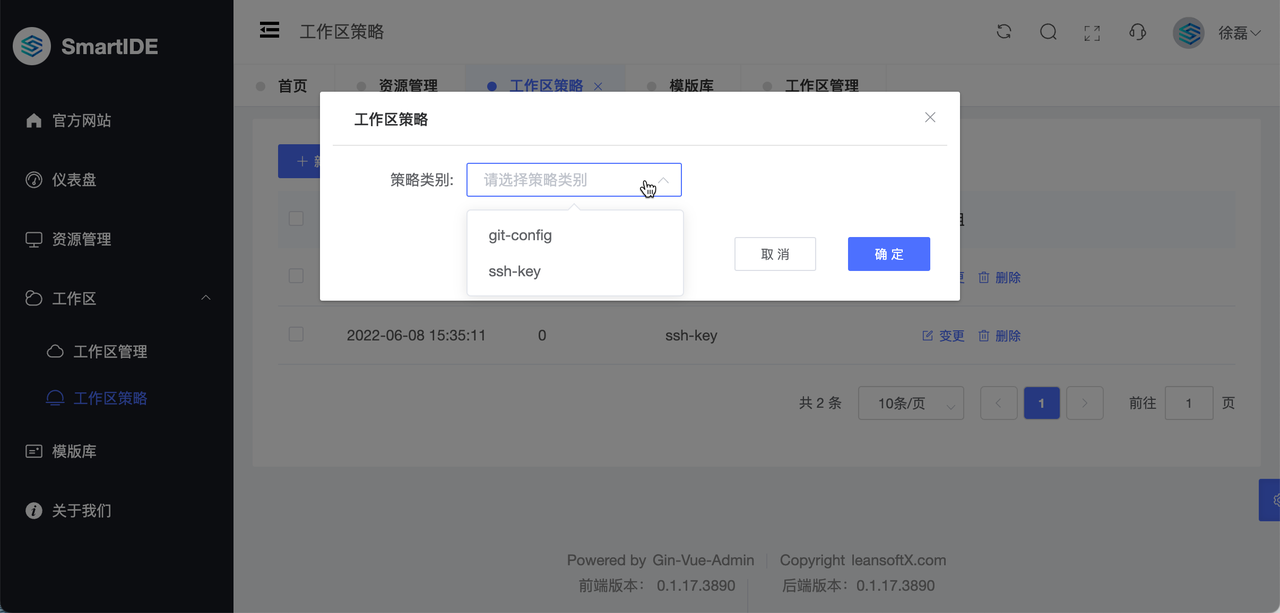 SmartIDE
工作区策略
徐磊
官方网站
仪表盘
资源管理
工作区
工作区管理
工作区策略
模版库
关于我们
首页
资源管理
工作区策略
模版库
工作区管理
工作区策略
策略类别:
请选择策略类别
git-config
ssh-key
取 消
确 定
删除
2022-06-08 15:35:11
0
ssh-key
变更
删除
共 2 条
10条/页
1
前往
1
页
Powered by Gin-Vue-Admin
Copyright leansoftX.com
前端版本： 0.1.17.3890
后端版本：0.1.17.3890